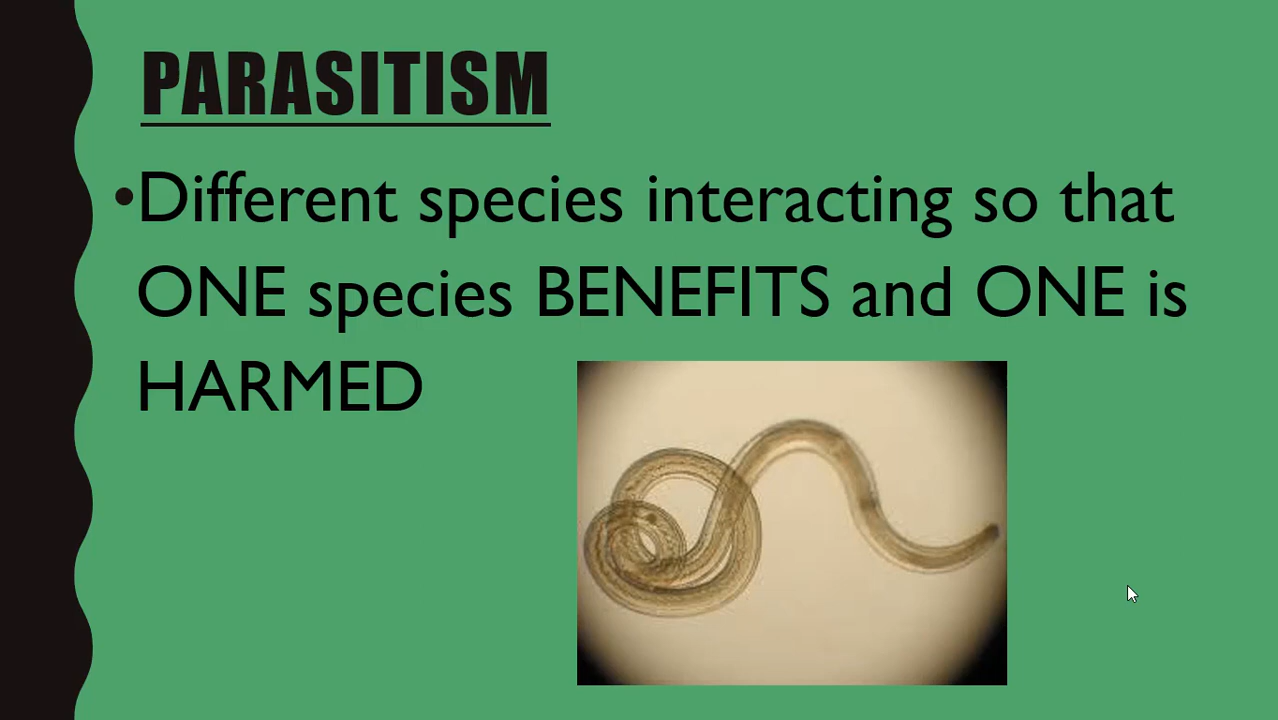 PARASITISM
•Different species interacting so that
ONE species BENEFITS and ONE is
HARMED